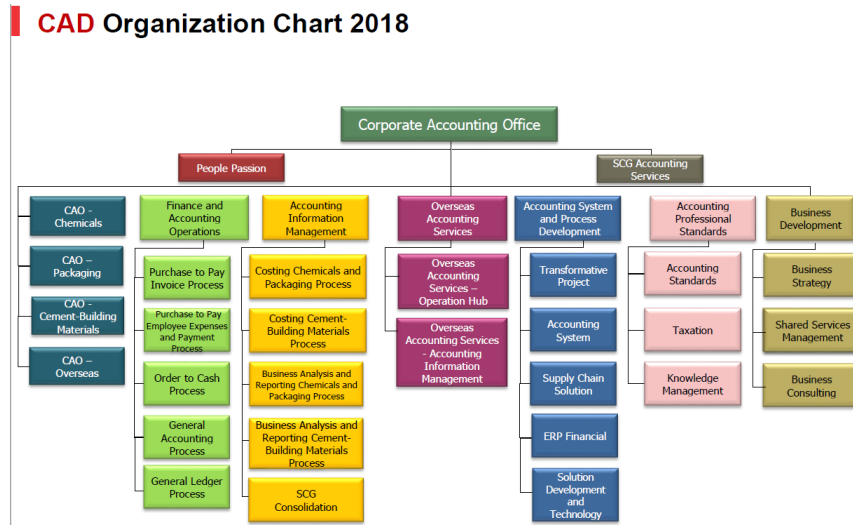 CAD Organization Chart 2018
Corporate Accounting Office
People Passion
SCG Accounting
Services
CAO -
Chemicals
CAO –
Packaging
CAO -
Cement-Building
Materials
CAO –
Overseas
Finance and
Accounting
Operations
Purchase to Pay
Invoice Process
Purchase to Pay
Employee Expenses
and Payment
Process
Order to Cash
Process
General
Accounting
Process
General Ledger
Process
Accounting
Information
Management
Costing Chemicals and
Packaging Process
Costing Cement-
Building Materials
Process
Business Analysis and
Reporting Chemicals and
Packaging Process
Business Analysis and
Reporting Cement-
Building Materials
Process
SCG
Consolidation
Overseas
Accounting
Services
Overseas
Accounting
Services –
Operation Hub
Overseas
Accounting Services
- Accounting
Information
Management
Accounting System
and Process
Development
Transformative
Project
Accounting
System
Supply Chain
Solution
ERP Financial
Solution
Development
and
Technology
Accounting
Professional
Standards
Accounting
Standards
Taxation
Knowledge
Management
Business
Development
Business
Strategy
Shared Services
Management
Business
Consulting